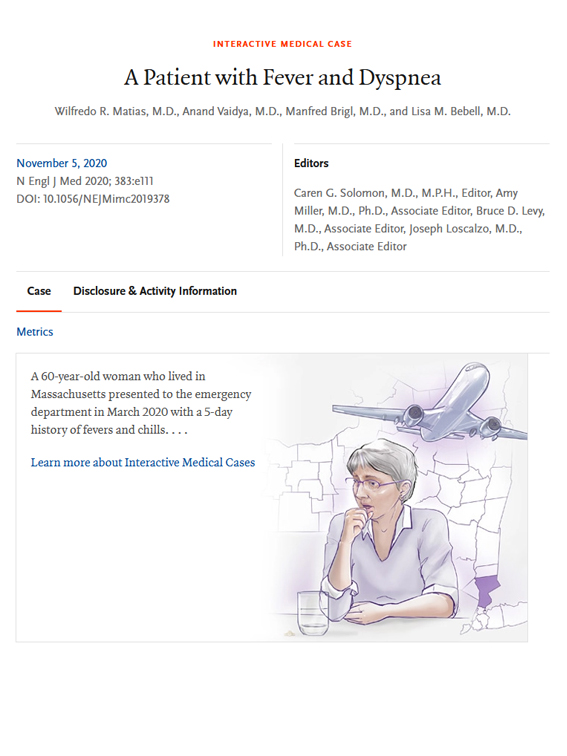 INTERACTIVE MEDICAL CASE
A Patient with Fever and Dyspnea
Wilfredo R. Matias, M.D., Anand Vaidya, M.D., Manfred Brigl, M.D., and Lisa M. Bebell, M.D.
November 5, 2020
N Engl J Med 2020; 383:e111
DOI: 10.1056/NEJMimc2019378
Editors
Caren G. Solomon, M.D., M.P.H., Editor, Amy
Miller, M.D., Ph.D., Associate Editor, Bruce D. Levy,
M.D., Associate Editor, Joseph Loscalzo, M.D.,
Ph.D., Associate Editor
Case
Disclosure & Activity Information
Metrics
A 60-year-old woman who lived in
Massachusetts presented to the emergency
department in March 2020 with a 5-day
history of fevers and chills. . . .
Learn more about Interactive Medical Cases